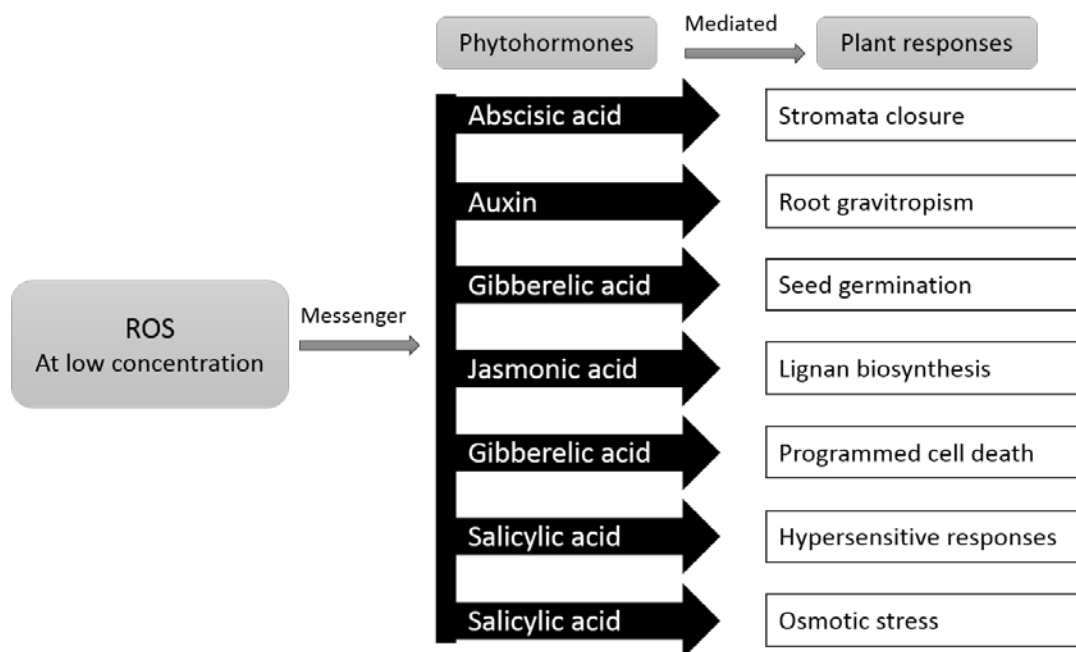 Phytohormones
Mediated
Plant responses
ROS
At low concentration
Messenger
Abscisic acid
Stromata closure
Auxin
Root gravitropism
Gibberelic acid
Seed germination
Jasmonic acid
Lignan biosynthesis
Gibberelic acid
Programmed cell death
Salicylic acid
Hypersensitive responses
Salicylic acid
Osmotic stress